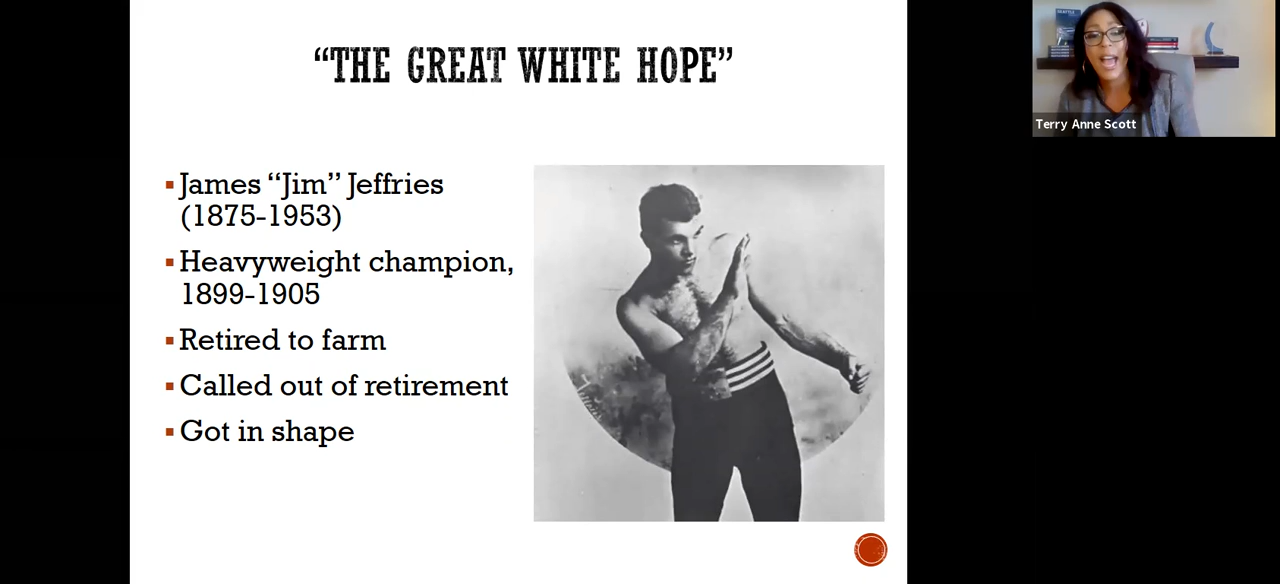 “THE GREAT WHITE HOPE”
▪ James “Jim” Jeffries
(1875-1953)
▪ Heavyweight champion,
1899-1905
▪ Retired to farm
▪ Called out of retirement
▪ Got in shape
Terry Anne Scott